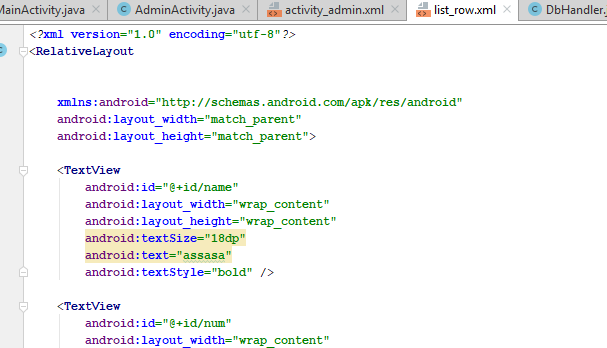 MainActivity.java AdminActivity.java activity_admin.xml list_row.xml DbHandler.j
<?xml version="1.0" encoding="utf-8"?>
<RelativeLayout
xmlns:android="http://schemas.android.com/apk/res/android"
android:layout_width="match_parent"
android:layout_height="match_parent">
<TextView
android:id="@+id/name"
android:layout_width="wrap_content"
android:layout_height="wrap_content"
android:textSize="18dp"
android:text="assasa"
android:textStyle="bold" />
<TextView
android:id="@+id/num"
android:layout_width="wrap_content"